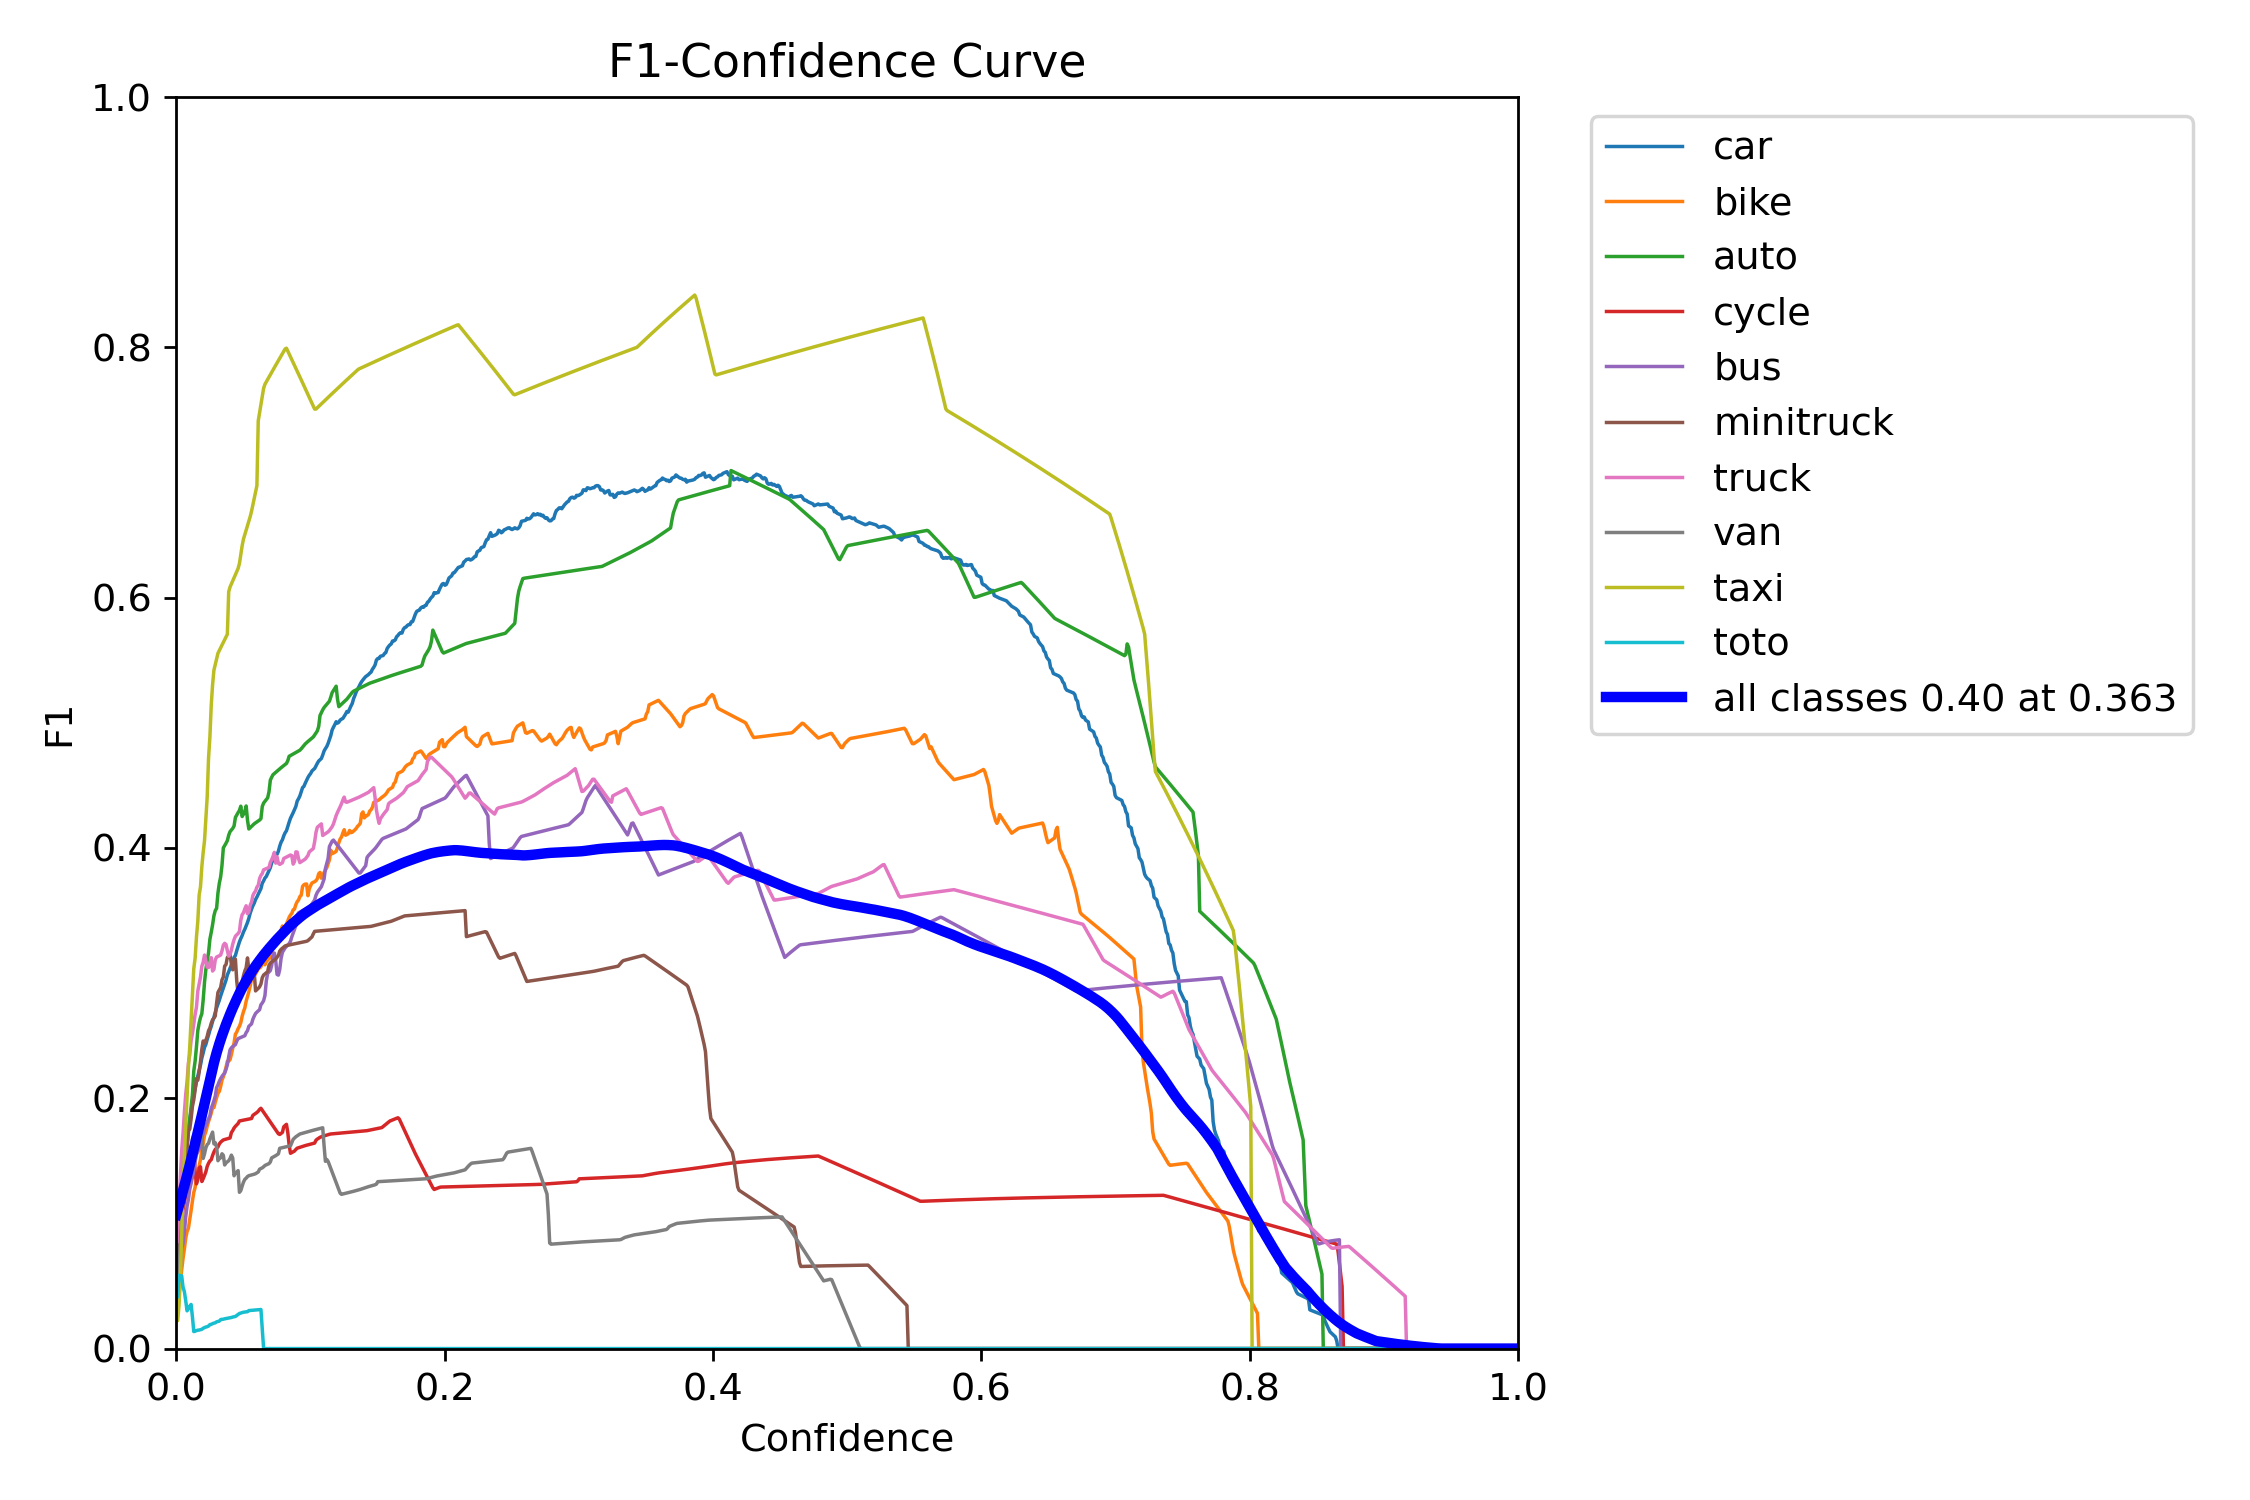 F1-Confidence Curve
1.0
0.8
0.6
0.4
0.2
0.0
F1
0.0 0.2 0.4 0.6 0.8 1.0
Confidence
car
bike
auto
cycle
bus
minitruck
truck
van
taxi
toto
all classes 0.40 at 0.363